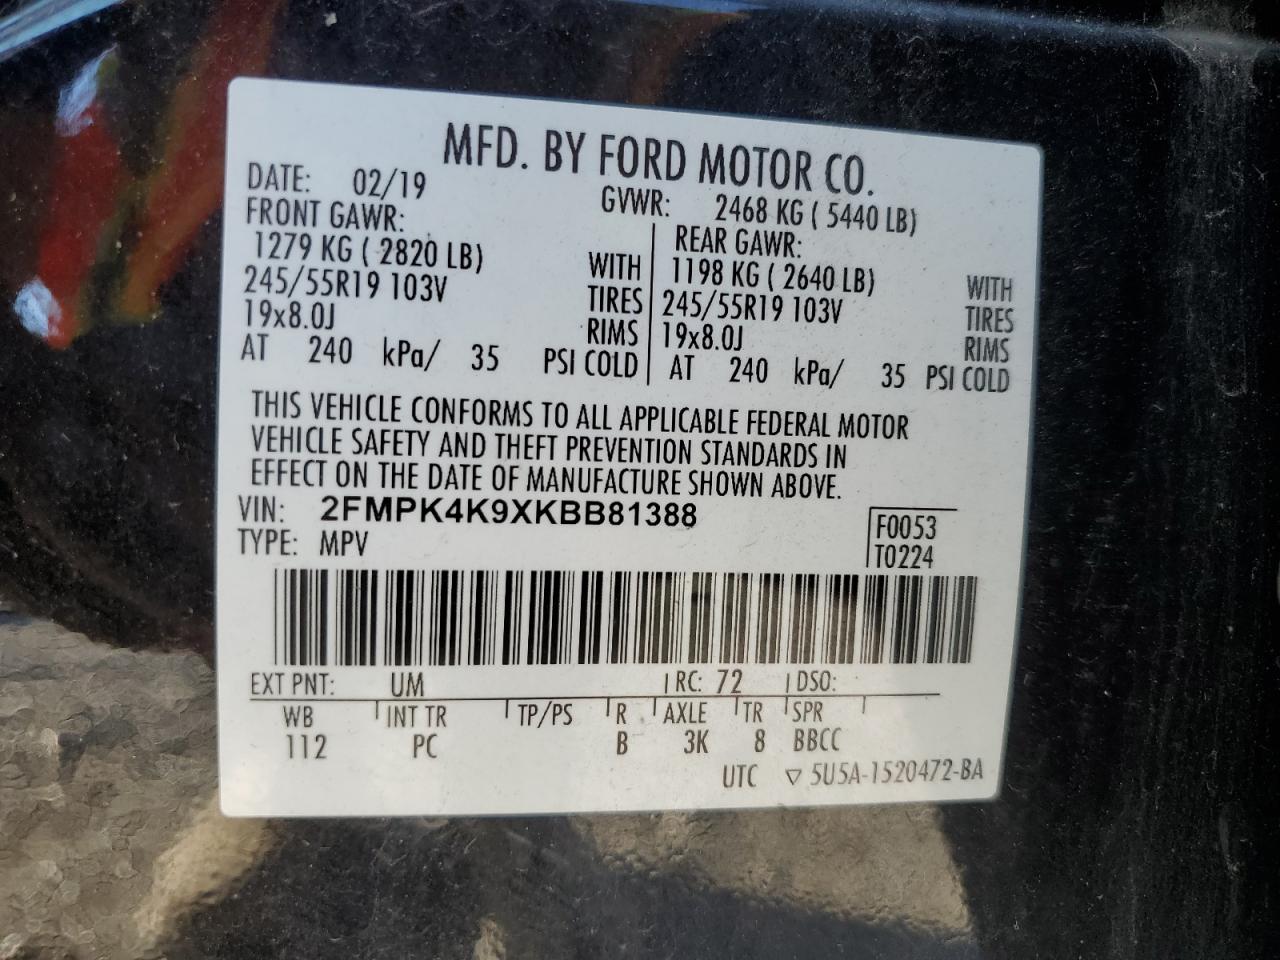 MFD. BY FORD MOTOR CO.
DATE: 02/19 GVWR: 2468 KG ( 5440 LB)
FRONT GAWR: REAR GAWR:
1279 KG ( 2820 LB) WITH 1198 KG ( 2640 LB) WITH
245/55R19 103V TIRES 245/55R19 103V TIRES
19x8.0J RIMS 19x8.0J RIMS
AT 240 kPa/ 35 PSI COLD AT 240 kPa/ 35 PSI COLD
THIS VEHICLE CONFORMS TO ALL APPLICABLE FEDERAL MOTOR
VEHICLE SAFETY AND THEFT PREVENTION STANDARDS IN
EFFECT ON THE DATE OF MANUFACTURE SHOWN ABOVE.
VIN: 2FMPK4K9XKBB81388 F0053
TYPE: MPV T0224
EXT PNT: UM RC: 72 DSO:
WB INT TR TP/PS R AXLE TR SPR
112 PC B 3K 8 BBCC
UTC ▽ 5U5A-1520472-BA